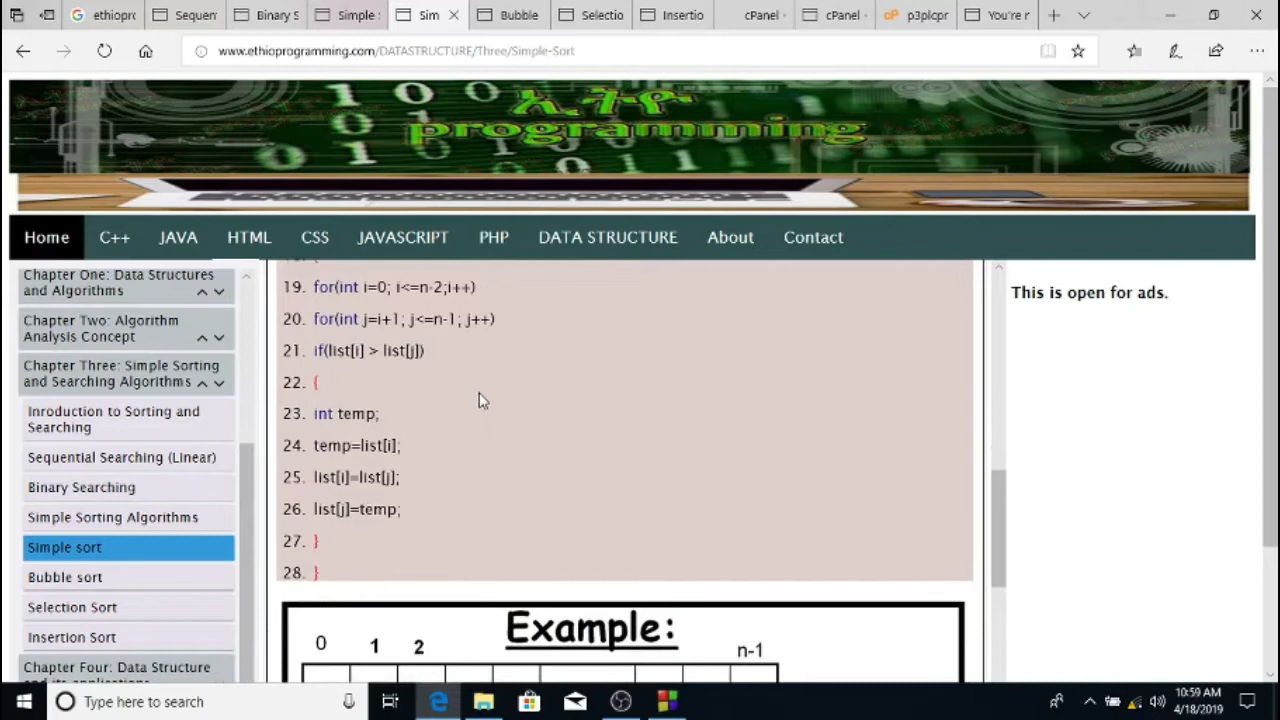 ethiopro
Sequen
Binary S
Simple
Sim
Bubble
Selectio
Insertio
cPanel
cPanel
p3plcpr
You're r
www.ethioprogramming.com/DATASTRUCTURE/Three/Simple-Sort
ኢትዮ
programming
Home
C++
JAVA
HTML
CSS
JAVASCRIPT
PHP
DATA STRUCTURE
About
Contact
Chapter One: Data Structures
and Algorithms
Chapter Two: Algorithm
Analysis Concept
Chapter Three: Simple Sorting
and Searching Algorithms
Inroduction to Sorting and
Searching
Sequential Searching (Linear)
Binary Searching
Simple Sorting Algorithms
Simple sort
Bubble sort
Selection Sort
Insertion Sort
Chapter Four: Data Structure
19. for(int i=0; i<=n-2;i++)
20. for(int j=i+1; j<=n-1; j++)
21. if(list[i] > list[j])
22. {
23. int temp;
24. temp=list[i];
25. list[i]=list[j];
26. list[j]=temp;
27. }
28. }
Example:
0 1 2 n-1
This is open for ads.
Type here to search
10:59 AM
4/18/2019